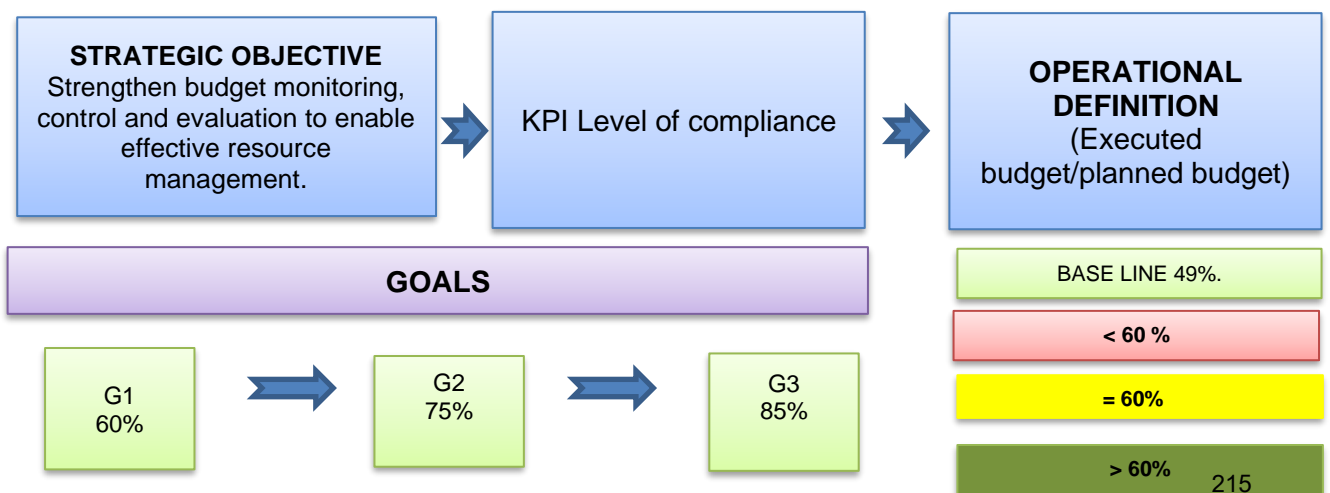 STRATEGIC OBJECTIVE
Strengthen budget monitoring,
control and evaluation to enable
effective resource
management.
KPI Level of compliance
OPERATIONAL
DEFINITION
(Executed
budget/planned budget)
GOALS
G1
60%
G2
75%
G3
85%
BASE LINE 49%.
< 60 %
= 60%
> 60%
215